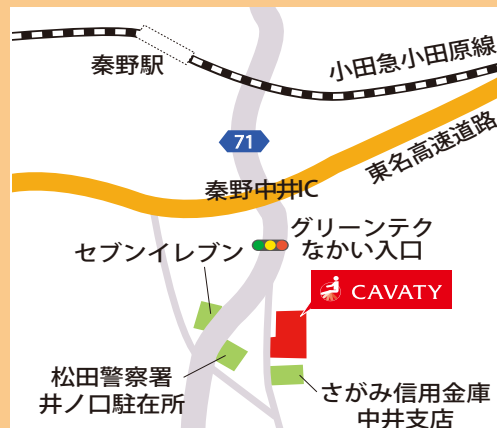 小田急小田原線
秦野駅
東名高速道路
71
秦野中井IC
グリーンテク
なかい入口
セブンイレブン
CAVATY
松田警察署
井ノ口駐在所
さがみ信用金庫
中井支店